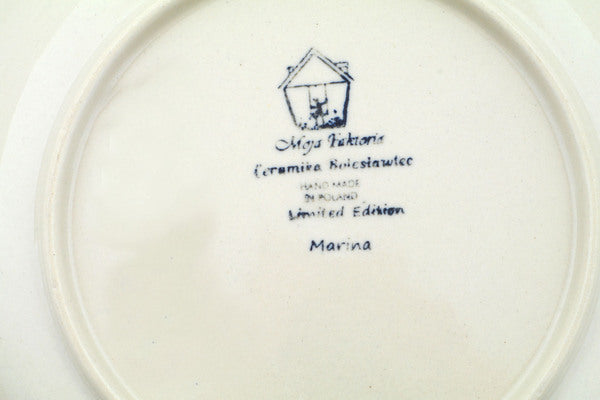 Moja Faktoria
Ceramika Bolesławiec
HAND MADE
IN POLAND
Limited Edition
Marina